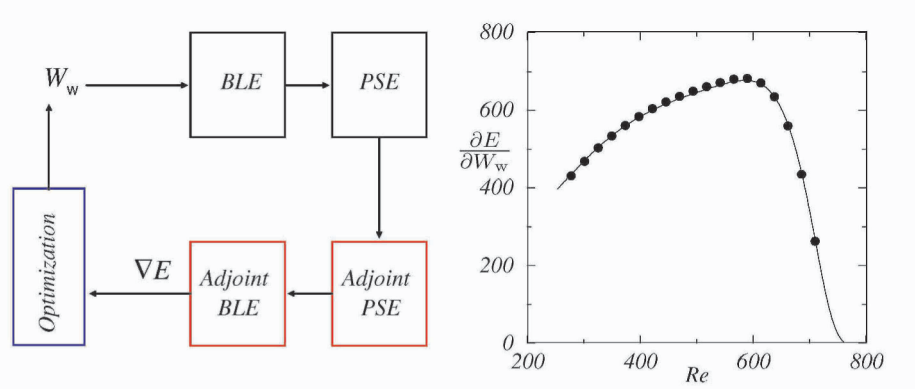 W_w
BLE
PSE
Optimization
∇E
Adjoint
BLE
Adjoint
PSE
800
600
400
200
0
∂E
∂W_w
200
400
600
800
Re